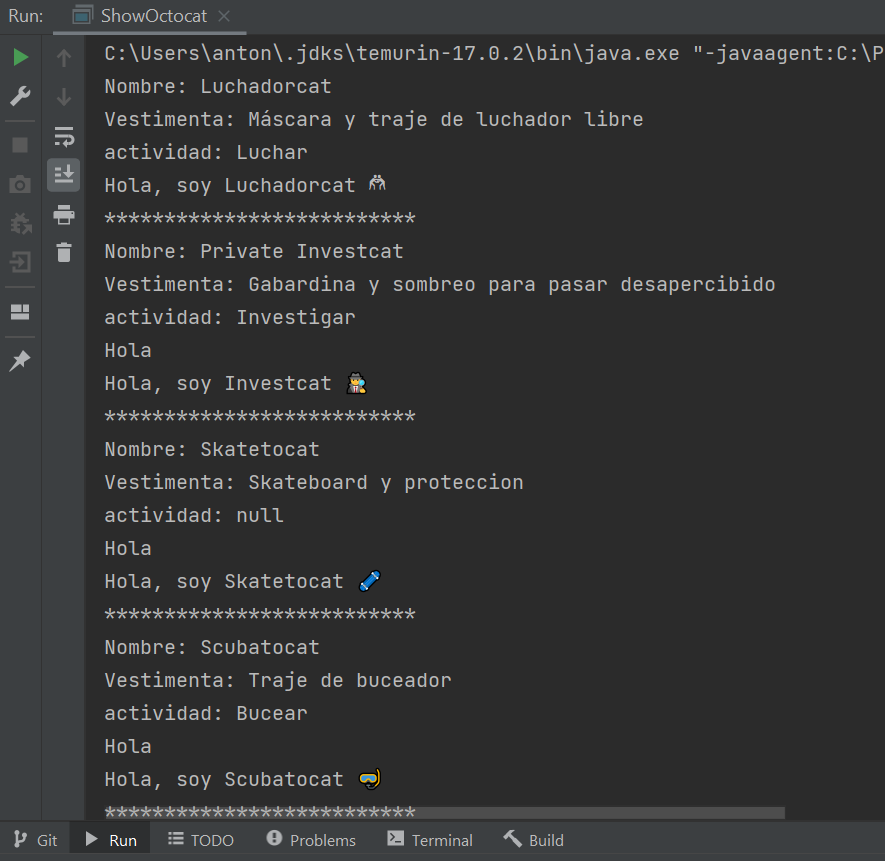 Run: ShowOctocat
C:\Users\anton\.jdks\temurin-17.0.2\bin\java.exe "-javaagent:C:\P
Nombre: Luchadorcat
Vestimenta: Máscara y traje de luchador libre
actividad: Luchar
Hola, soy Luchadorcat 🤼
**************************
Nombre: Private Investcat
Vestimenta: Gabardina y sombreo para pasar desapercibido
actividad: Investigar
Hola
Hola, soy Investcat 🕵
**************************
Nombre: Skatetocat
Vestimenta: Skateboard y proteccion
actividad: null
Hola
Hola, soy Skatetocat 🛹
**************************
Nombre: Scubatocat
Vestimenta: Traje de buceador
actividad: Bucear
Hola
Hola, soy Scubatocat 🤿
**************************
Git Run TODO Problems Terminal Build